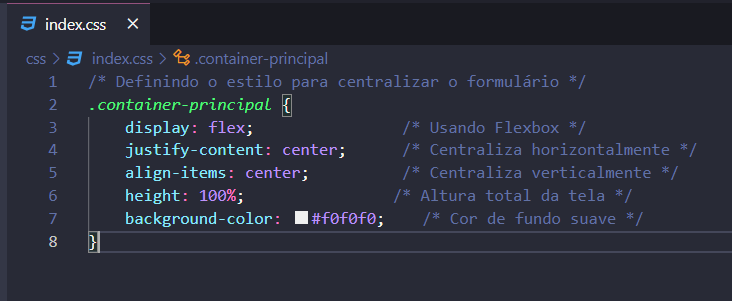 index.css ×
css > index.css > .container-principal
1 /* Definindo o estilo para centralizar o formulário */
2 .container-principal {
3 display: flex; /* Usando Flexbox */
4 justify-content: center; /* Centraliza horizontalmente */
5 align-items: center; /* Centraliza verticalmente */
6 height: 100%; /* Altura total da tela */
7 background-color: #f0f0f0; /* Cor de fundo suave */
8 }